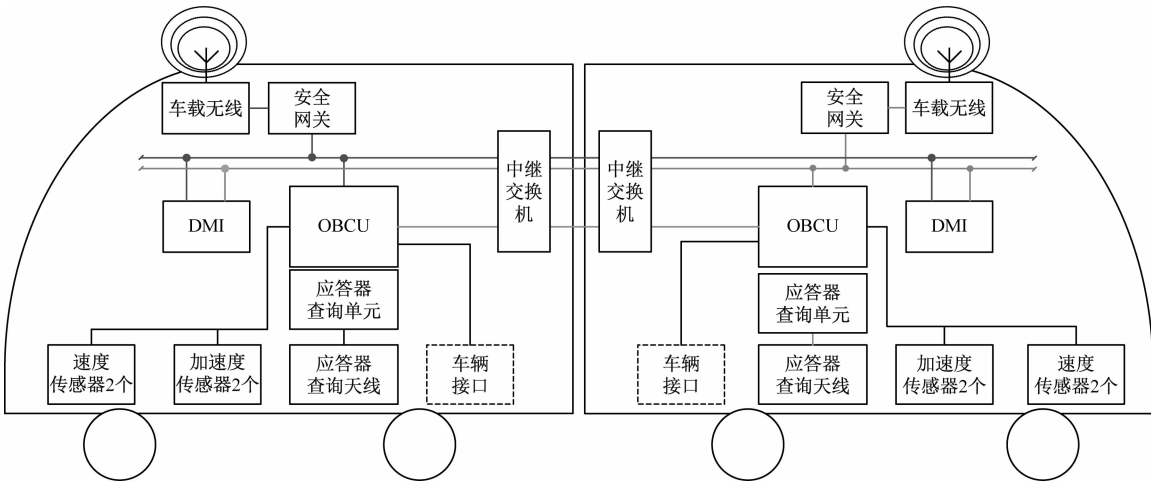 车载无线
安全
网关
中继
交换
机
DMI
OBCU
应答器
查询单元
速度
传感器2个
加速度
传感器2个
应答器
查询天线
车辆
接口
安全
网关
车载无线
中继
交换
机
OBCU
DMI
应答器
查询单元
车辆
接口
应答器
查询天线
加速度
传感器2个
速度
传感器2个